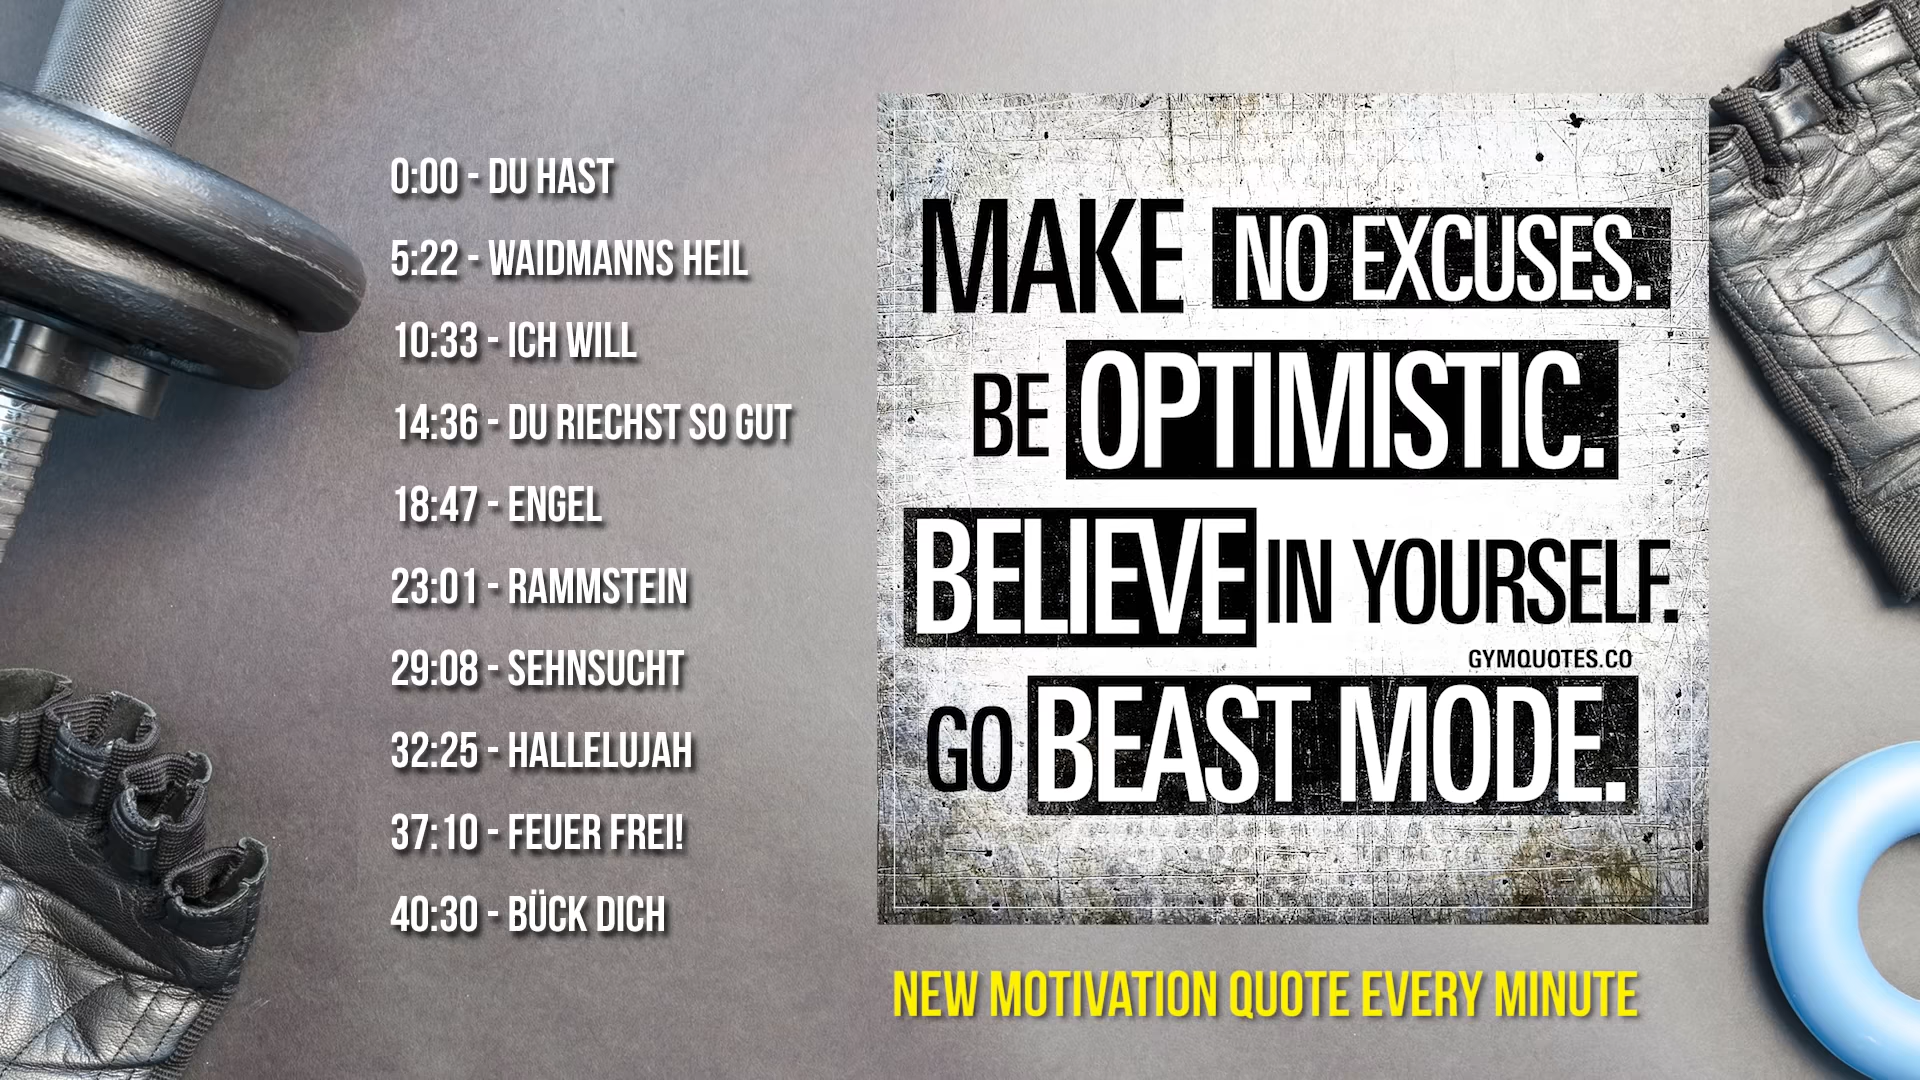 0:00 - DU HAST
5:22 - WAIDMANNS HEIL
10:33 - ICH WILL
14:36 - DU RIECHST SO GUT
18:47 - ENGEL
23:01 - RAMMSTEIN
29:08 - SEHNSUCHT
32:25 - HALLELUJAH
37:10 - FEUER FREI!
40:30 - BÜCK DICH
MAKE NO EXCUSES.
BE OPTIMISTIC.
BELIEVE IN YOURSELF.
GYMQUOTES.CO
GO BEAST MODE.
NEW MOTIVATION QUOTE EVERY MINUTE